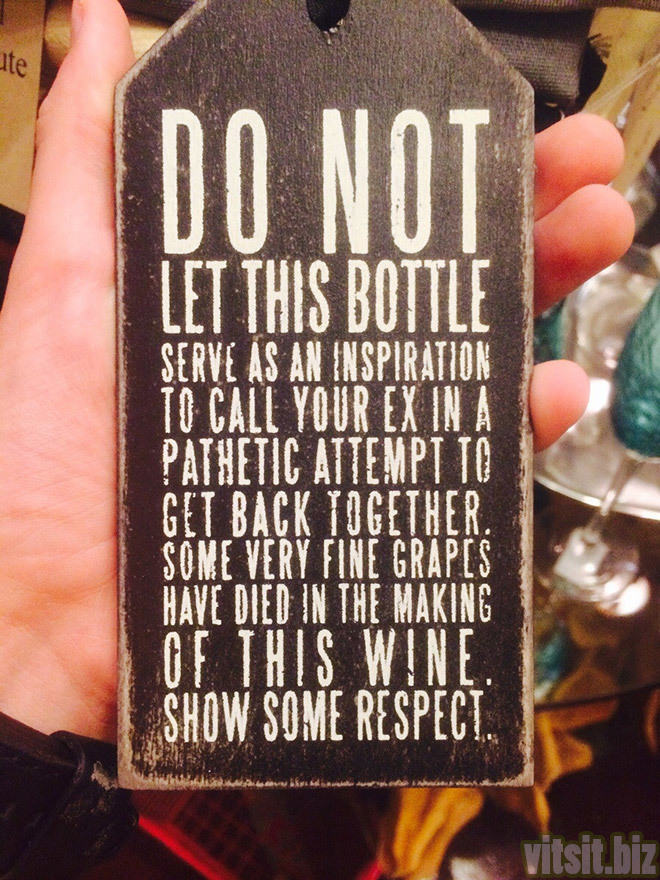 ute
DO NOT
LET THIS BOTTLE
SERVE AS AN INSPIRATION
TO CALL YOUR EX IN A
PATHETIC ATTEMPT TO
GET BACK TOGETHER.
SOME VERY FINE GRAPES
HAVE DIED IN THE MAKING
OF THIS WINE.
SHOW SOME RESPECT.
vitsit.biz